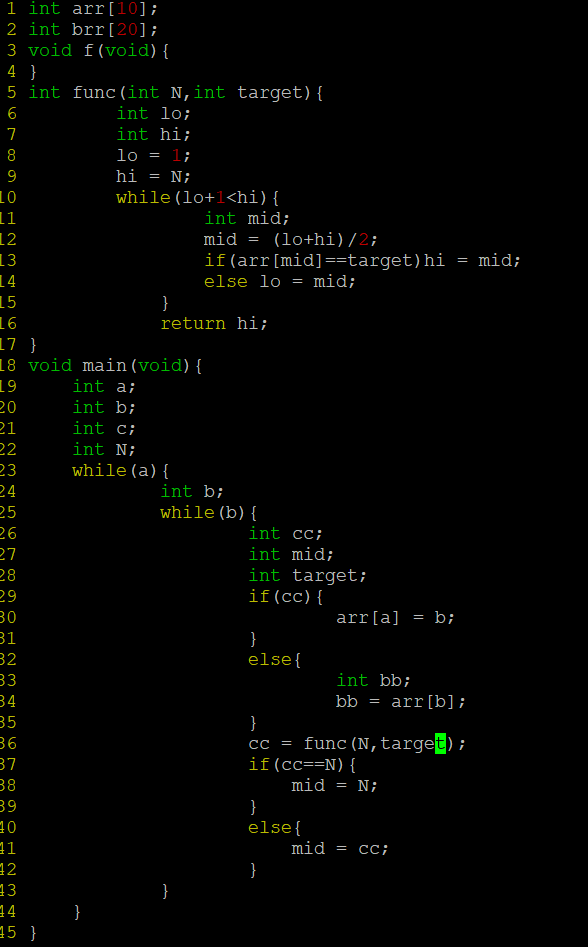 1 int arr[10];
2 int brr[20];
3 void f(void){
4 }
5 int func(int N,int target){
6         int lo;
7         int hi;
8         lo = 1;
9         hi = N;
10         while(lo+1<hi){
11                 int mid;
12                 mid = (lo+hi)/2;
13                 if(arr[mid]==target)hi = mid;
14                 else lo = mid;
15             }
16             return hi;
17 }
18 void main(void){
19     int a;
20     int b;
21     int c;
22     int N;
23     while(a){
24             int b;
25             while(b){
26                     int cc;
27                     int mid;
28                     int target;
29                     if(cc){
30                             arr[a] = b;
31                     }
32                     else{
33                             int bb;
34                             bb = arr[b];
35                     }
36                     cc = func(N,target);
37                     if(cc==N){
38                         mid = N;
39                     }
40                     else{
41                         mid = cc;
42                     }
43             }
44     }
45 }